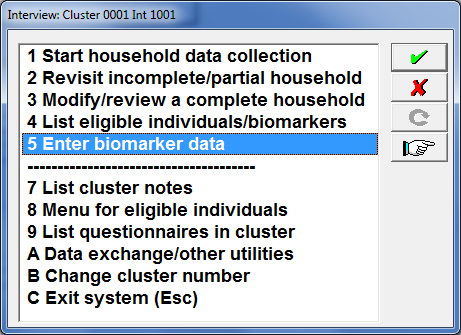 Interview: Cluster 0001 Int 1001
1 Start household data collection
2 Revisit incomplete/partial household
3 Modify/review a complete household
4 List eligible individuals/biomarkers
5 Enter biomarker data
-----------------------------------
7 List cluster notes
8 Menu for eligible individuals
9 List questionnaires in cluster
A Data exchange/other utilities
B Change cluster number
C Exit system (Esc)